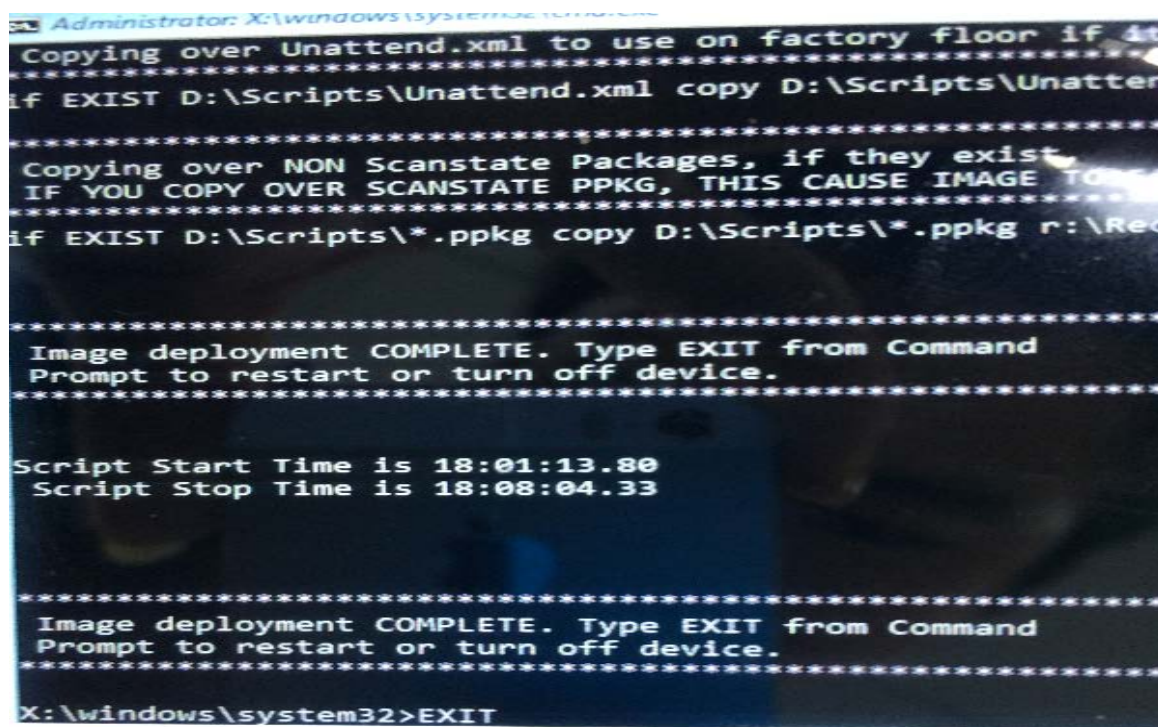 Administrator: X:\windows\system32\cmd.exe
Copying over Unattend.xml to use on factory floor if it
************************************************************
if EXIST D:\Scripts\Unattend.xml copy D:\Scripts\Unatten
************************************************************
Copying over NON Scanstate Packages, if they exist.
IF YOU COPY OVER SCANSTATE PPKG, THIS CAUSE IMAGE TO
************************************************************
if EXIST D:\Scripts\*.ppkg copy D:\Scripts\*.ppkg r:\Rec
************************************************************
Image deployment COMPLETE. Type EXIT from Command
Prompt to restart or turn off device.
************************************************************
Script Start Time is 18:01:13.80
Script Stop Time is 18:08:04.33
************************************************************
Image deployment COMPLETE. Type EXIT from Command
Prompt to restart or turn off device.
************************************************************
X:\windows\system32>EXIT